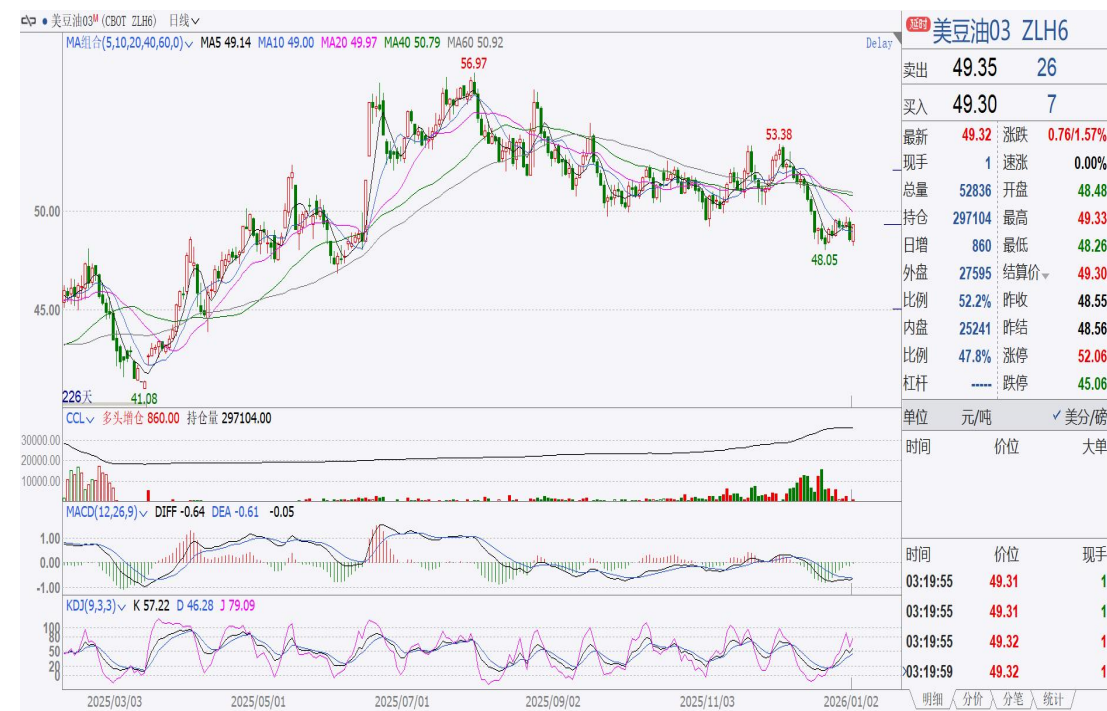 美豆油03M (CBOT ZLH6) 日线
MA组合(5,10,20,40,60,0) MA5 49.14 MA10 49.00 MA20 49.97 MA40 50.79 MA60 50.92
Delay
56.97
53.38
50.00
48.05
45.00
226天
41.08
CCL 多头增仓 860.00 持仓量 297104.00
30000.00
20000.00
10000.00
MACD(12,26,9) DIFF -0.64 DEA -0.61 -0.05
1.00
0.00
-1.00
KDJ(9,3,3) K 57.22 D 46.28 J 79.09
100
80
50
20
0
2025/03/03 2025/05/01 2025/07/01 2025/09/02 2025/11/03 2026/01/02
延时 美豆油03 ZLH6
卖出 49.35 26
买入 49.30 7
最新 49.32 涨跌 0.76/1.57%
现手 1 速涨 0.00%
总量 52836 开盘 48.48
持仓 297104 最高 49.33
日增 860 最低 48.26
外盘 27595 结算价 49.30
比例 52.2% 昨收 48.55
内盘 25241 昨结 48.56
比例 47.8% 涨停 52.06
杠杆 ----- 跌停 45.06
单位 元/吨 ✓美分/磅
时间 价位 大单
时间 价位 现手
03:19:55 49.31 1
03:19:55 49.31 1
03:19:55 49.32 1
03:19:59 49.32 1
明细 分价 分笔 统计